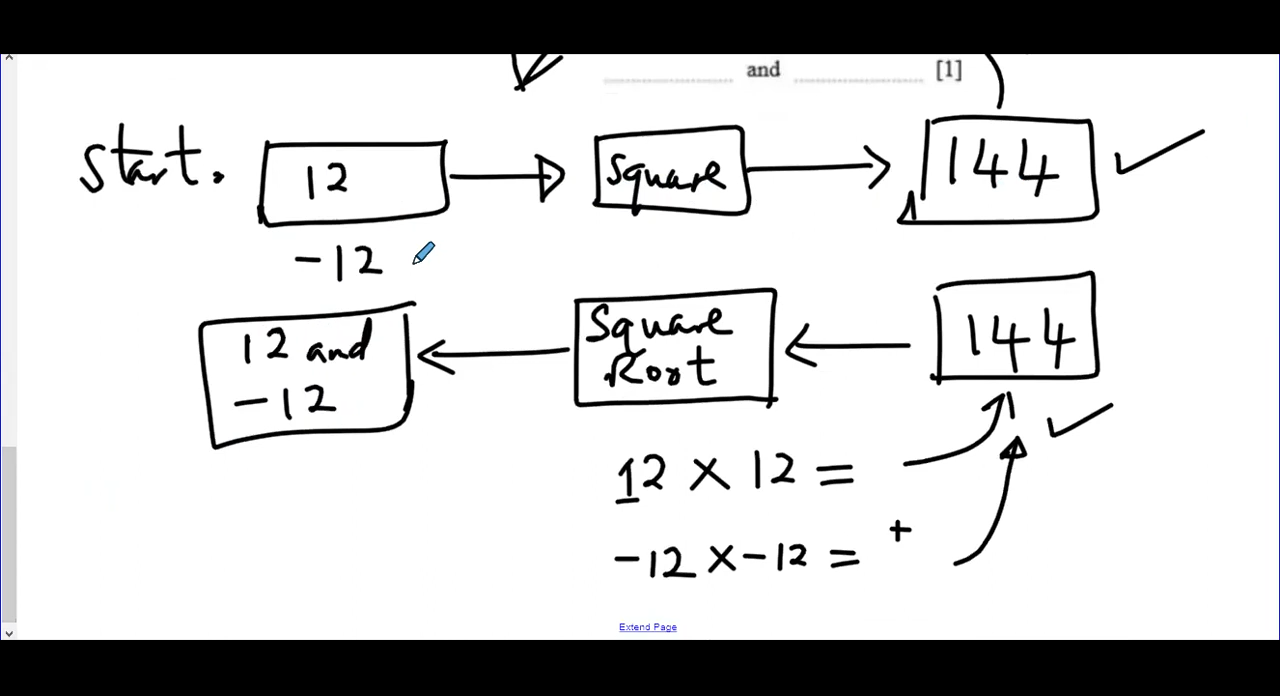 and [1]
Start. 12 Square 144
-12
12 and
-12
Square
Root
144
12 × 12 =
-12 × -12 = +
Extend Page